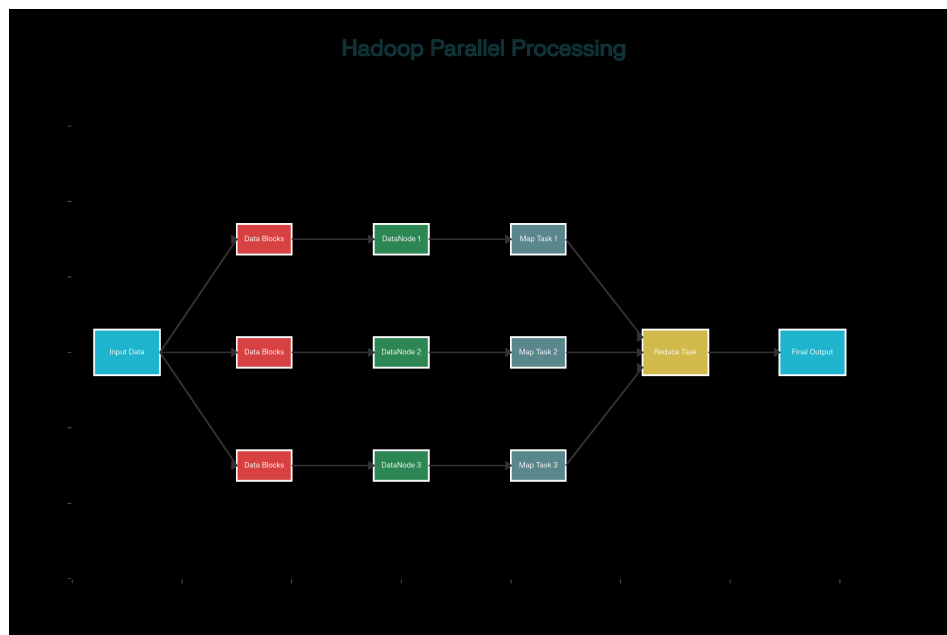 Hadoop Parallel Processing
Data Blocks
DataNode 1
Map Task 1
Input Data
Data Blocks
DataNode 2
Map Task 2
Reduce Task
Final Output
Data Blocks
DataNode 3
Map Task 3